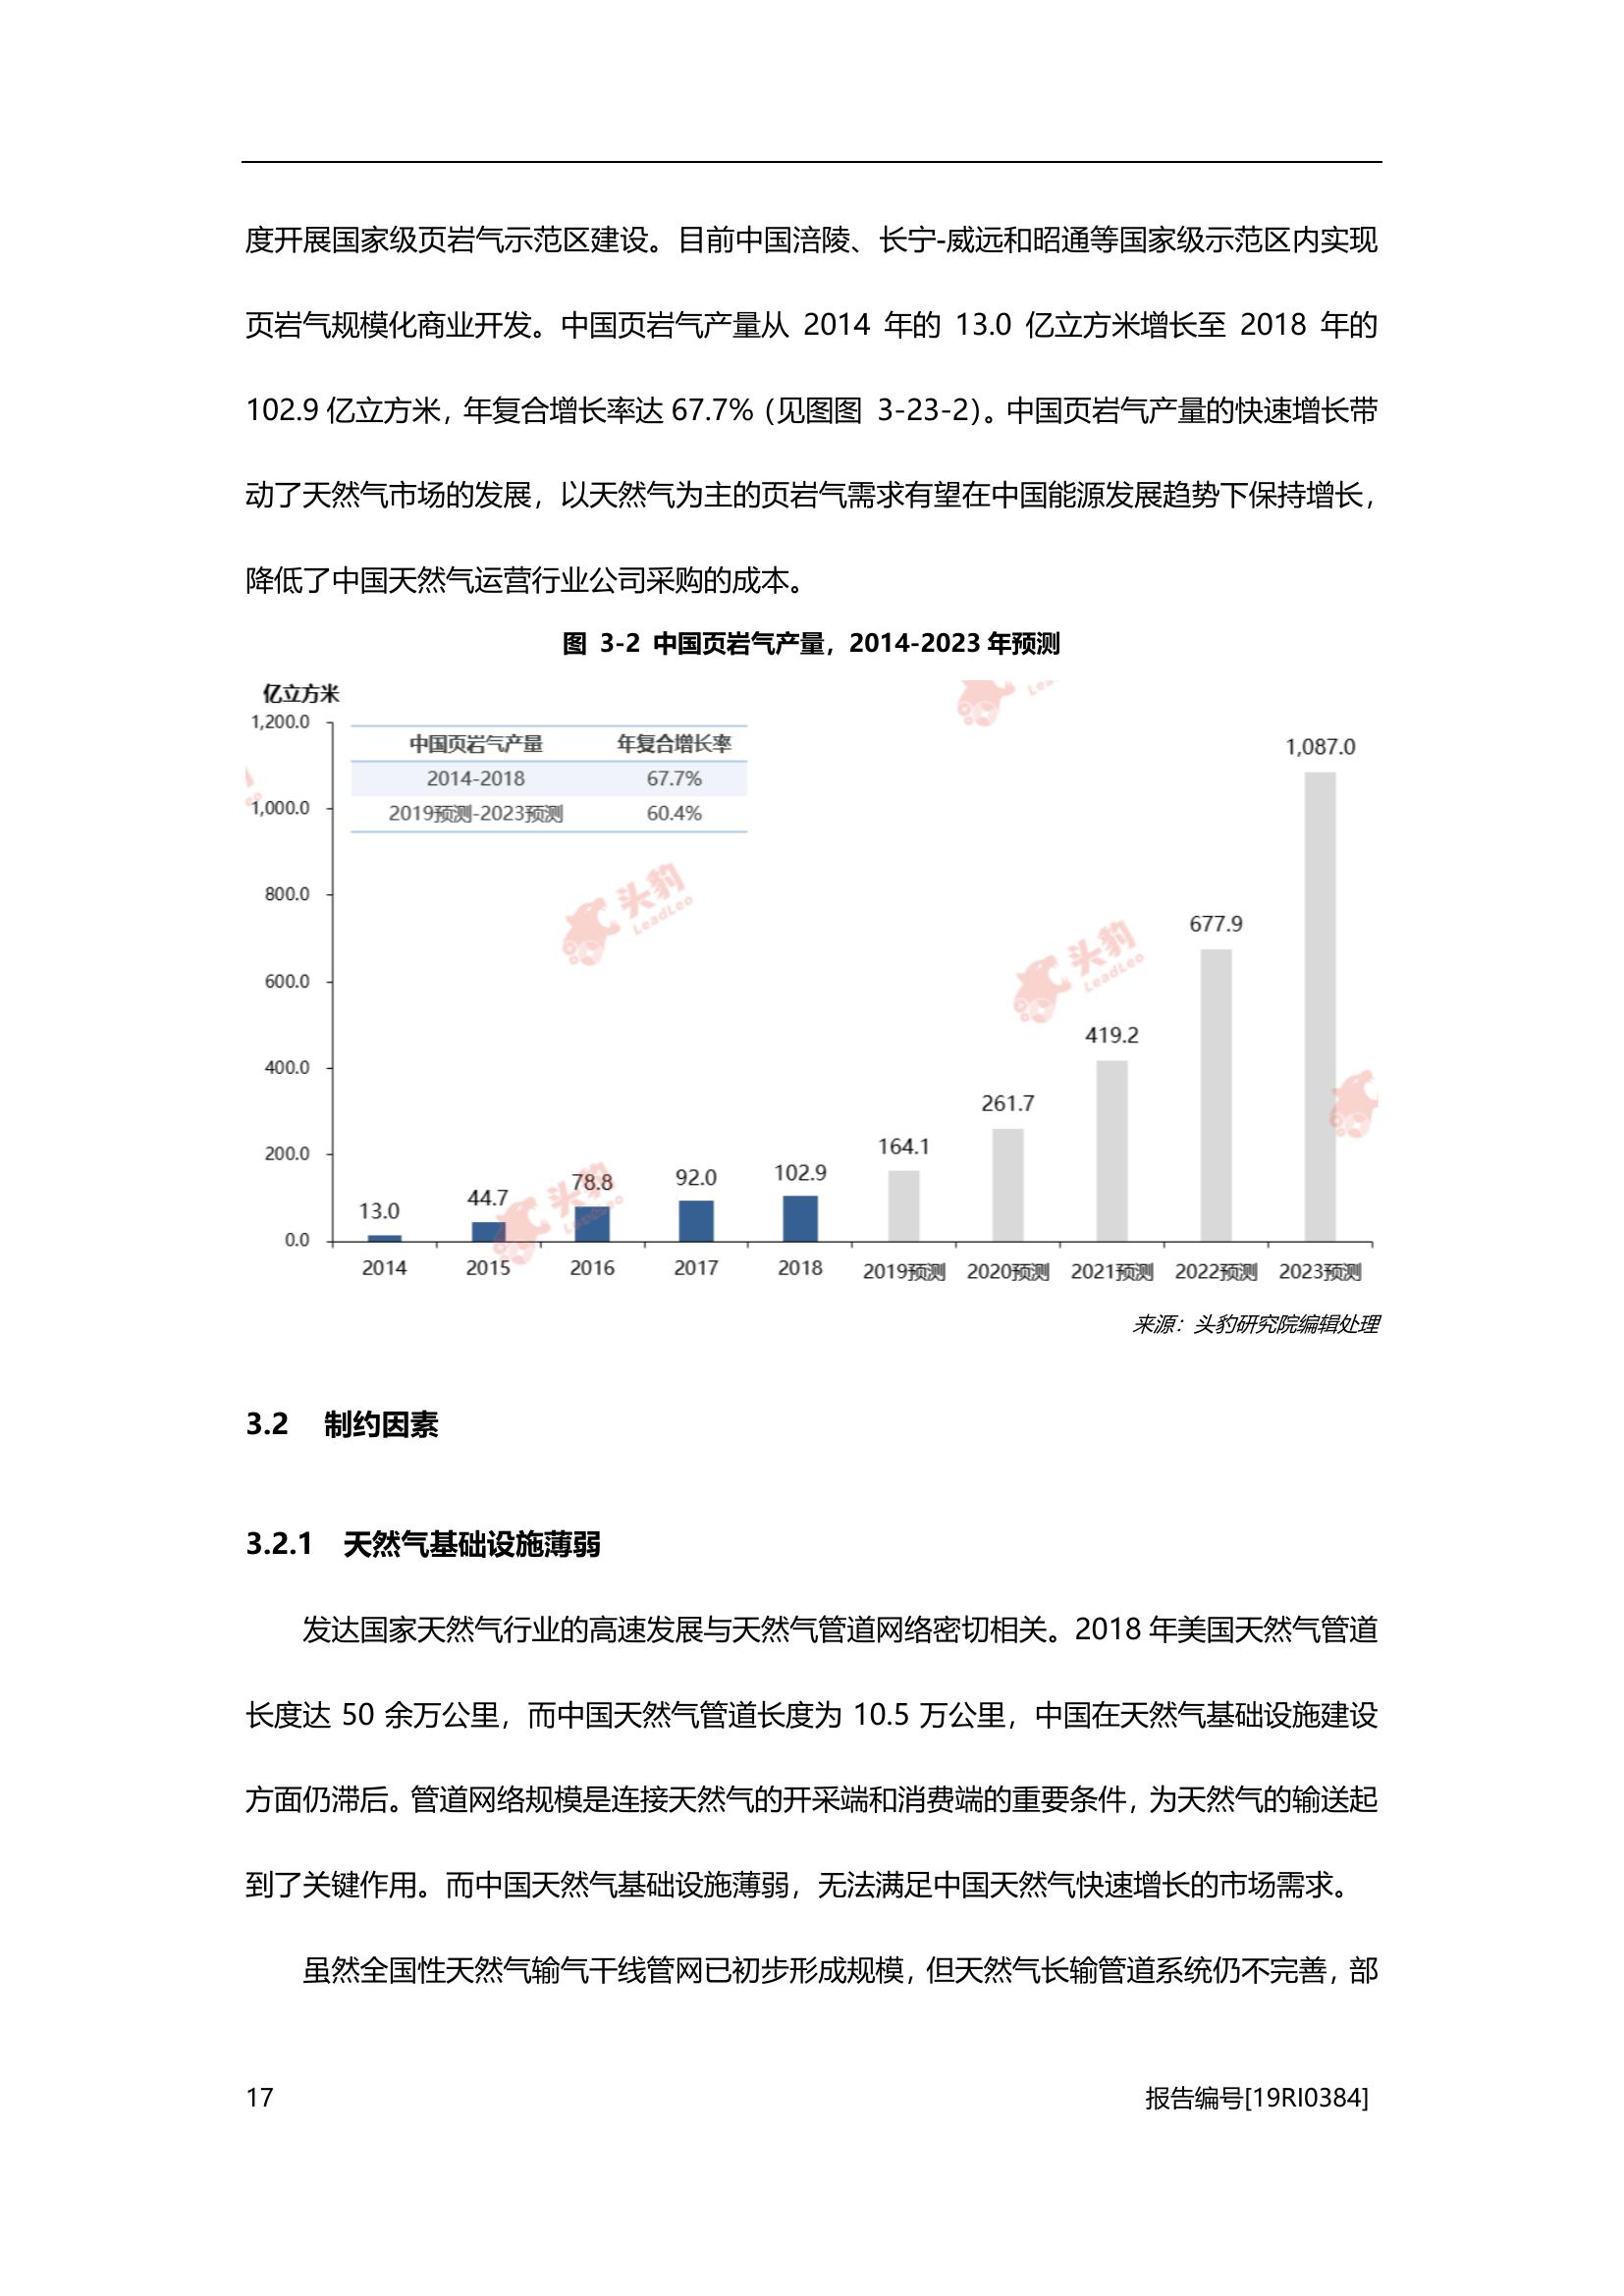 度开展国家级页岩气示范区建设。目前中国涪陵、长宁-威远和昭通等国家级示范区内实现
页岩气规模化商业开发。中国页岩气产量从 2014 年的 13.0 亿立方米增长至 2018 年的
102.9 亿立方米，年复合增长率达 67.7%（见图图 3-23-2）。中国页岩气产量的快速增长带
动了天然气市场的发展，以天然气为主的页岩气需求有望在中国能源发展趋势下保持增长，
降低了中国天然气运营行业公司采购的成本。
图 3-2 中国页岩气产量，2014-2023 年预测
亿立方米
1,200.0
1,000.0
800.0
600.0
400.0
200.0
0.0
中国页岩气产量 年复合增长率
2014-2018 67.7%
2019预测-2023预测 60.4%
13.0 44.7 78.8 92.0 102.9 164.1 261.7 419.2 677.9 1,087.0
2014 2015 2016 2017 2018 2019预测 2020预测 2021预测 2022预测 2023预测
头豹
LeadLeo
头豹
LeadLeo
头豹
来源：头豹研究院编辑处理
3.2 制约因素
3.2.1 天然气基础设施薄弱
发达国家天然气行业的高速发展与天然气管道网络密切相关。2018 年美国天然气管道
长度达 50 余万公里，而中国天然气管道长度为 10.5 万公里，中国在天然气基础设施建设
方面仍滞后。管道网络规模是连接天然气的开采端和消费端的重要条件，为天然气的输送起
到了关键作用。而中国天然气基础设施薄弱，无法满足中国天然气快速增长的市场需求。
虽然全国性天然气输气干线管网已初步形成规模，但天然气长输管道系统仍不完善，部
17
报告编号[19RI0384]